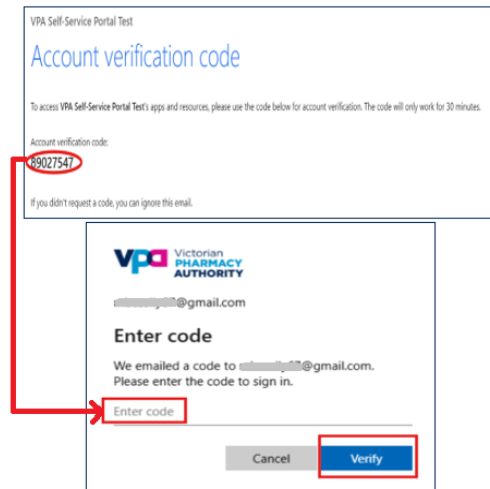 VPA Self-Service Portal Test
Account verification code
To access VPA Self-Service Portal Test's apps and resources, please use the code below for account verification. The code will only work for 30 minutes.
Account verification code:
89027547
If you didn't request a code, you can ignore this email.
vpa Victorian
PHARMACY
AUTHORITY
@gmail.com
Enter code
We emailed a code to @gmail.com.
Please enter the code to sign in.
Enter code
Cancel Verify